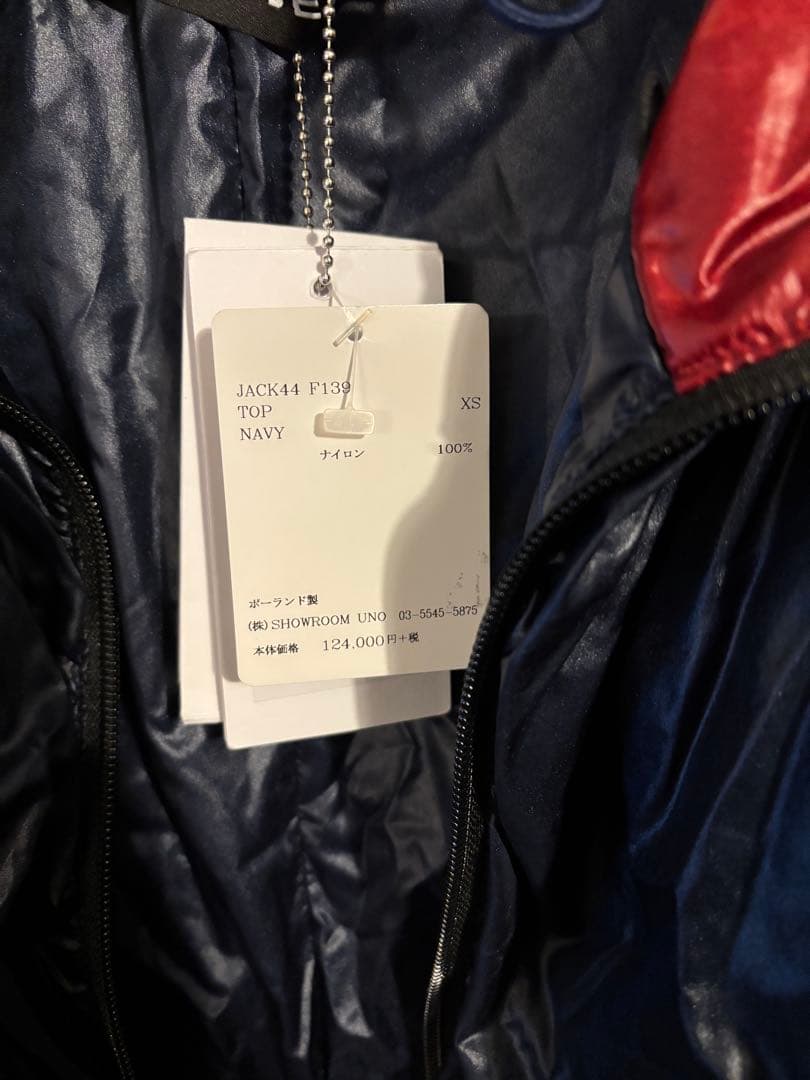 JACK44 F139
TOP XS
NAVY
ナイロン 100%
ポーランド製
(株)SHOWROOM UNO 03-5545-5875
本体価格 124,000円+税